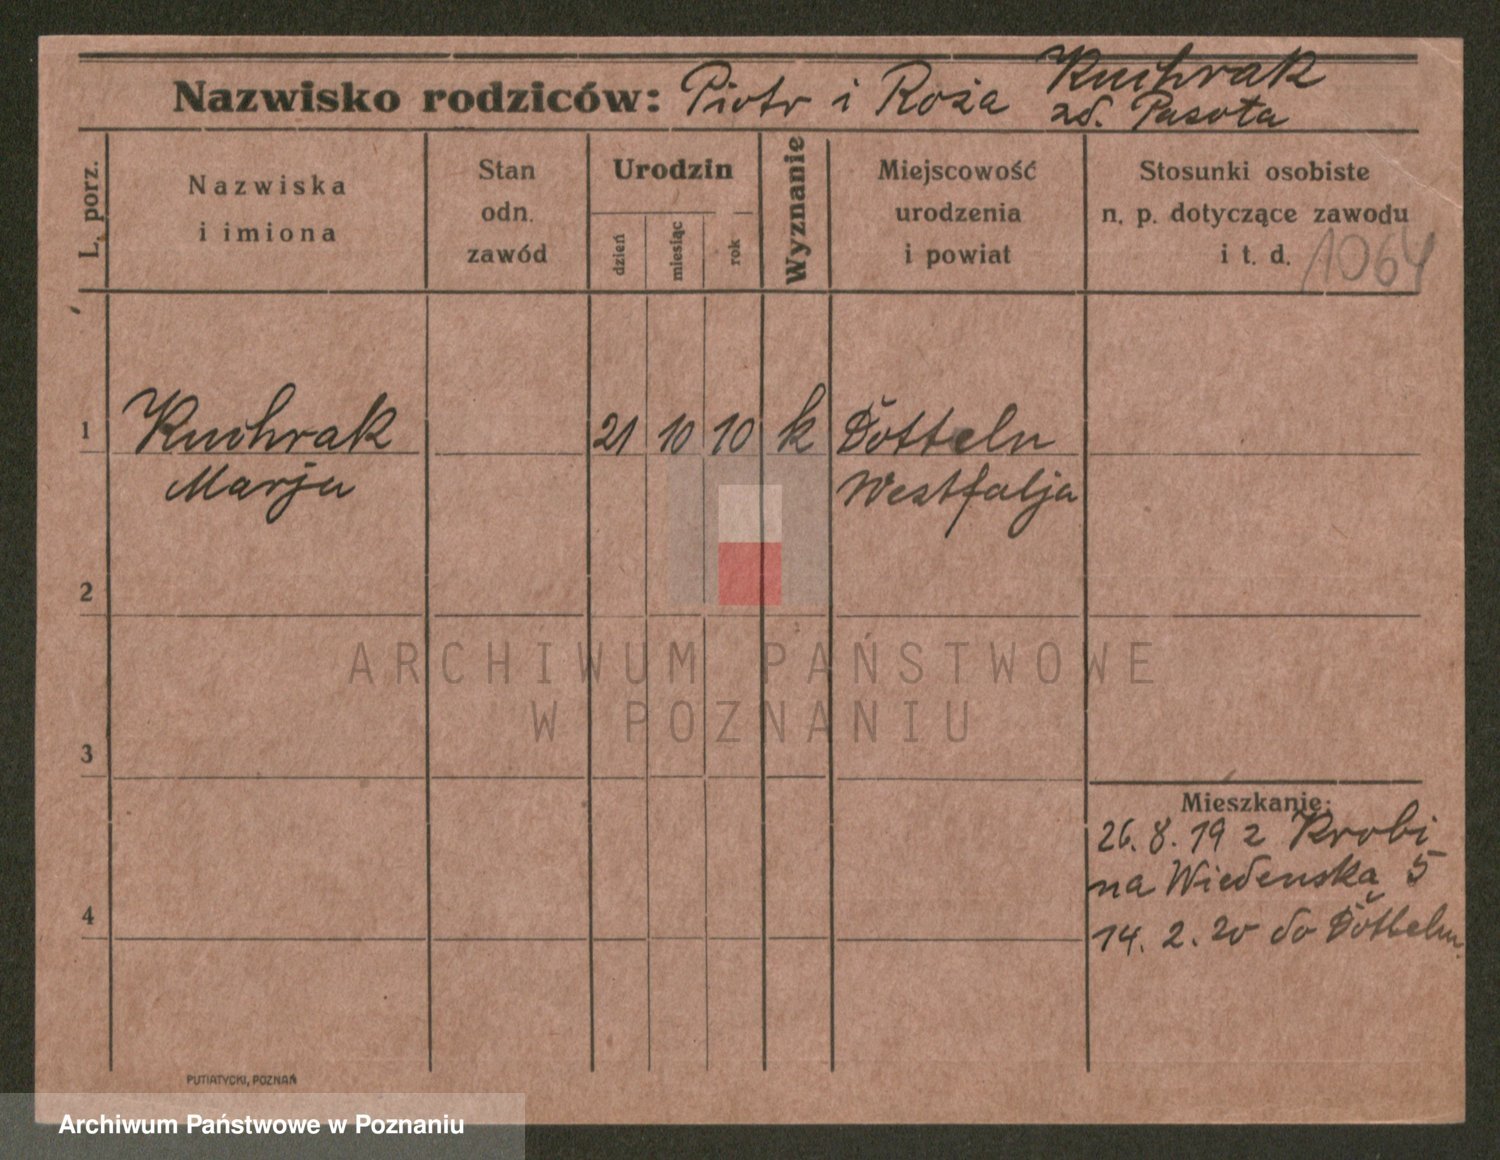 Nazwisko rodziców: Piotr i Roża Kuchrak
zd. Pasota
L. porz.
Nazwiska
i imiona
Stan
odn.
zawód
Urodzin
dzień
miesiąc
rok
Wyznanie
Miejscowość
urodzenia
i powiat
Stosunki osobiste
n. p. dotyczące zawodu
i t. d.
1064
1 Kuchrak 21 10 10 k Dötteln
Marja Westfalja
2
3
4
Mieszkanie:
26. 8. 19 z Krobi
na Wiedenska 5
14. 2. 20 do Dötteln
PUTIATYCKI, POZNAŃ
ARCHIWUM PAŃSTWOWE
W POZNANIU
Archiwum Państwowe w Poznaniu